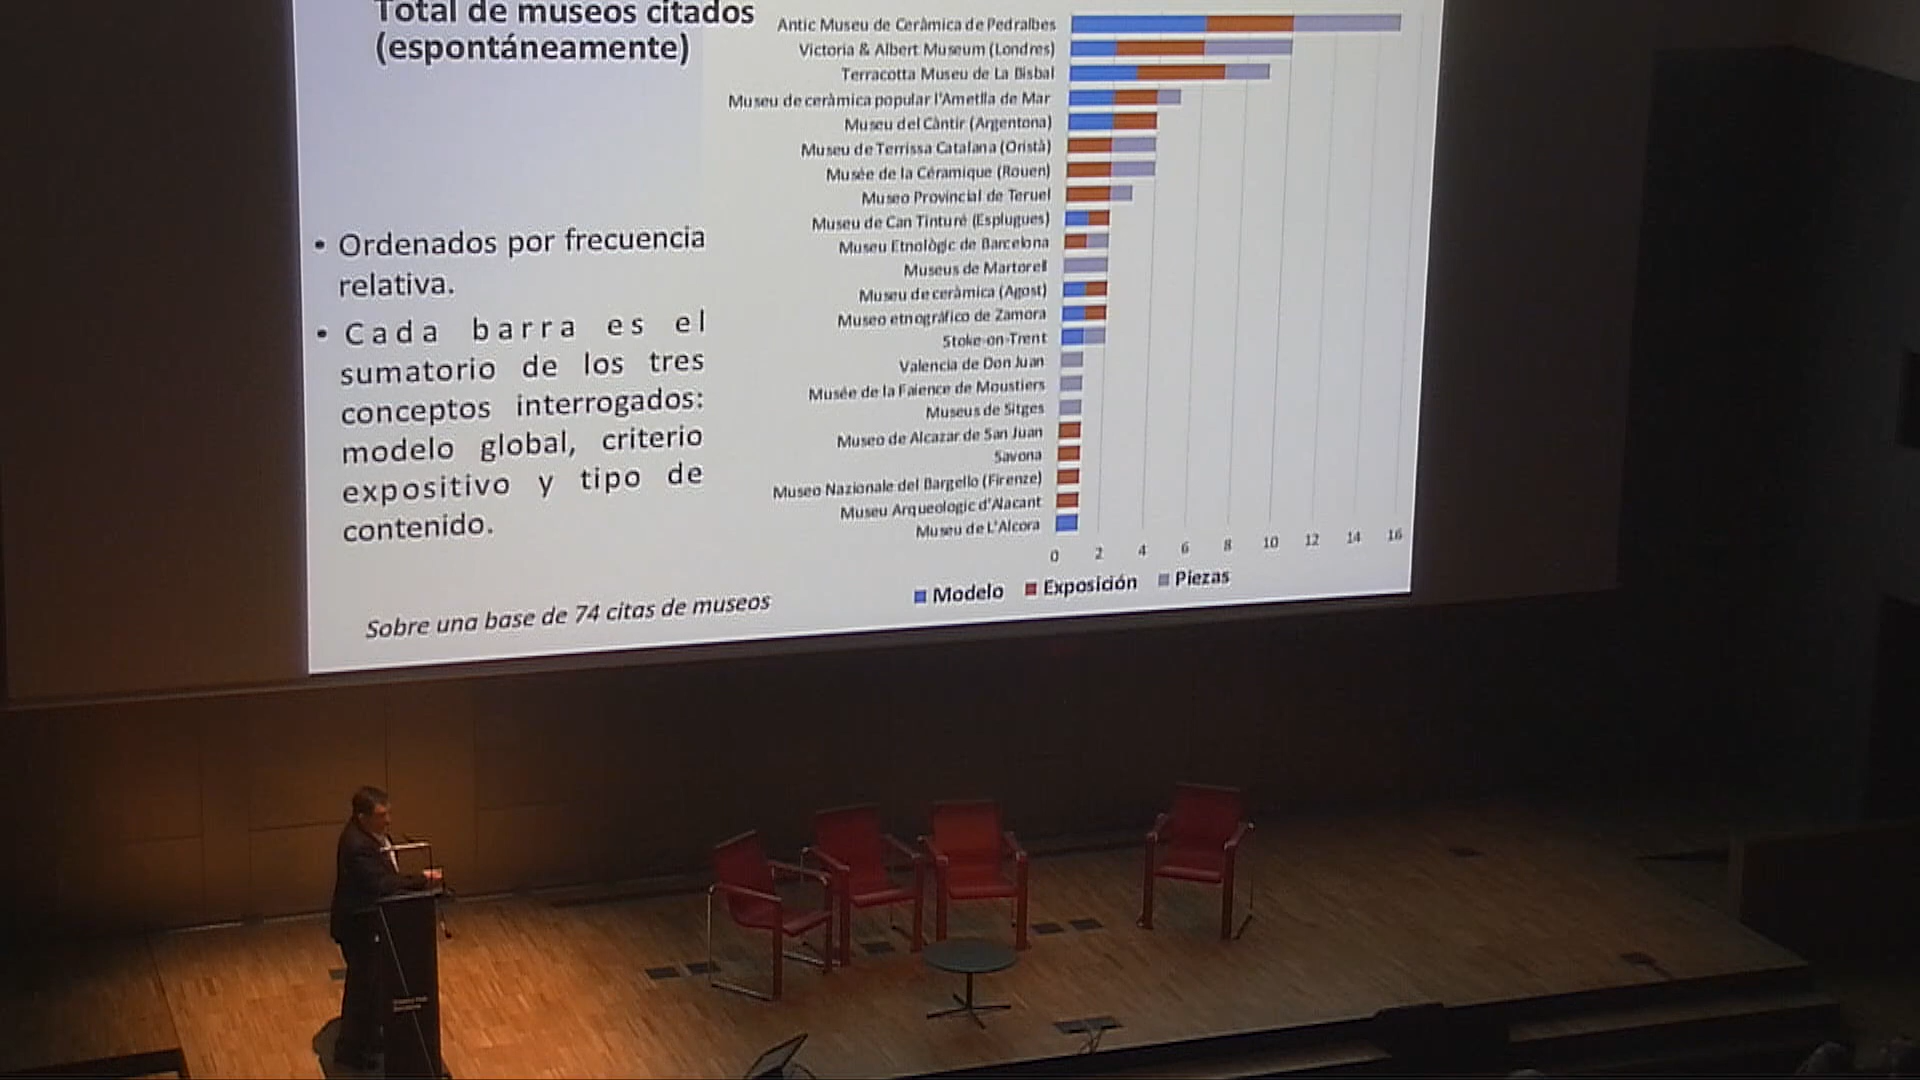 Total de museos citados
(espontáneamente)
• Ordenados por frecuencia
relativa.
• Cada barra es el
sumatorio de los tres
conceptos interrogados:
modelo global, criterio
expositivo y tipo de
contenido.
Sobre una base de 74 citas de museos
Antic Museu de Ceràmica de Pedralbes
Victoria & Albert Museum (Londres)
Terracotta Museu de La Bisbal
Museu de ceràmica popular l'Ametlla de Mar
Museu del Càntir (Argentona)
Museu de Terrissa Catalana (Oristà)
Musée de la Céramique (Rouen)
Museo Provincial de Teruel
Museu de Can Tinturé (Esplugues)
Museu Etnològic de Barcelona
Museus de Martorell
Museu de ceràmica (Agost)
Museo etnográfico de Zamora
Stoke-on-Trent
Valencia de Don Juan
Musée de la Faience de Moustiers
Museus de Sitges
Museo de Alcazar de San Juan
Savona
Museo Nazionale del Bargello (Firenze)
Museu Arqueologic d'Alacant
Museu de L'Alcora
0 2 4 6 8 10 12 14 16
Modelo Exposición Piezas